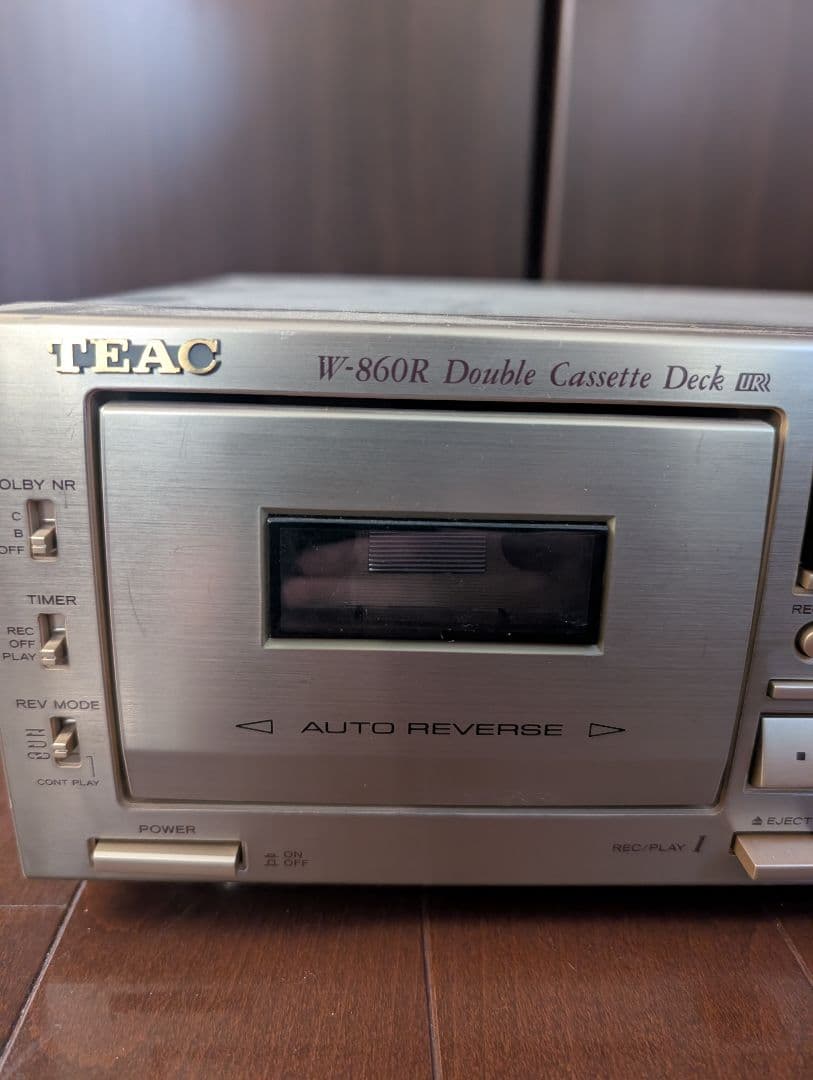 TEAC
W-860R Double Cassette Deck
OLBY NR
C
B
OFF
TIMER
REC
OFF
PLAY
REV MODE
CONT PLAY
◁ AUTO REVERSE ▷
POWER
ON
OFF
REC/PLAY I
RE
EJECT